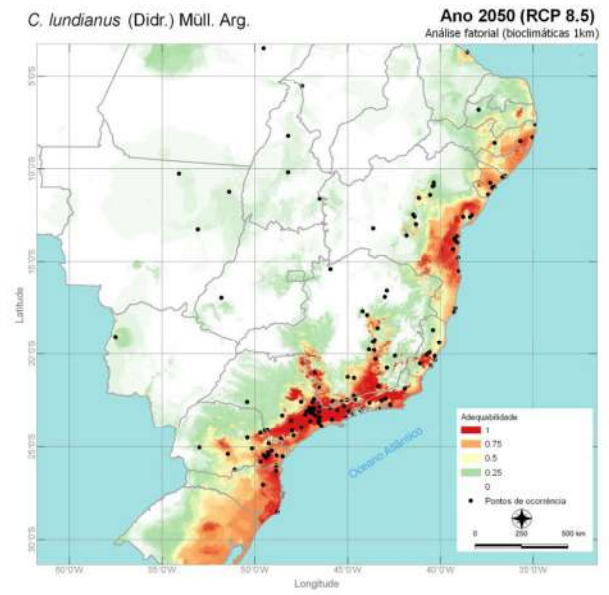 C. lundianus (Didr.) Müll. Arg.
Ano 2050 (RCP 8.5)
Análise fatorial (bioclimáticas 1km)
5°0'S
10°0'S
15°0'S
20°0'S
25°0'S
30°0'S
Latitude
Oceano Atlântico
Adequabilidade
1
0.75
0.5
0.25
0
Pontos de ocorrência
0 250 500 km
60°0'W 55°0'W 50°0'W 45°0'W 40°0'W 35°0'W
Longitude